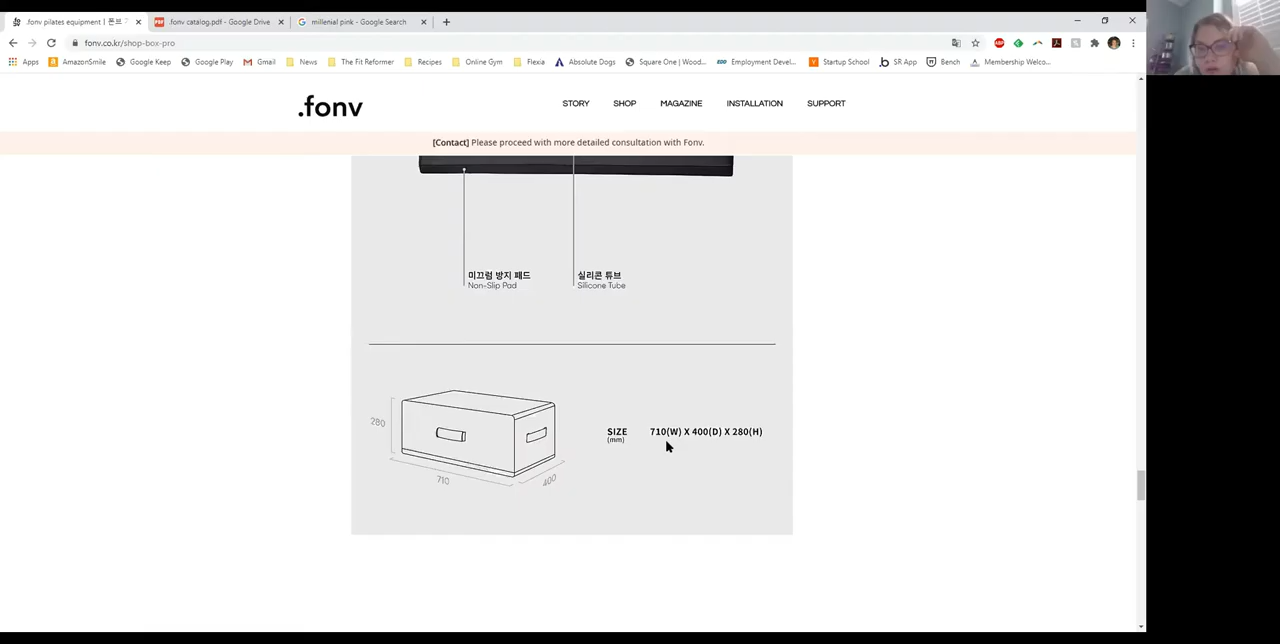 .fonv pilates equipment | 폰브
.fonv catalog.pdf - Google Drive
millenial pink - Google Search
fonv.co.kr/shop-box-pro
Apps
AmazonSmile
Google Keep
Google Play
Gmail
News
The Fit Reformer
Recipes
Online Gym
Flexia
Absolute Dogs
Square One | Wood...
EDD
Employment Devel...
Startup School
SR App
Bench
Membership Welco...
.fonv
STORY
SHOP
MAGAZINE
INSTALLATION
SUPPORT
[Contact] Please proceed with more detailed consultation with Fonv.
미끄럼 방지 패드
Non-Slip Pad
실리콘 튜브
Silicone Tube
280
710
400
SIZE
(mm)
710(W) X 400(D) X 280(H)